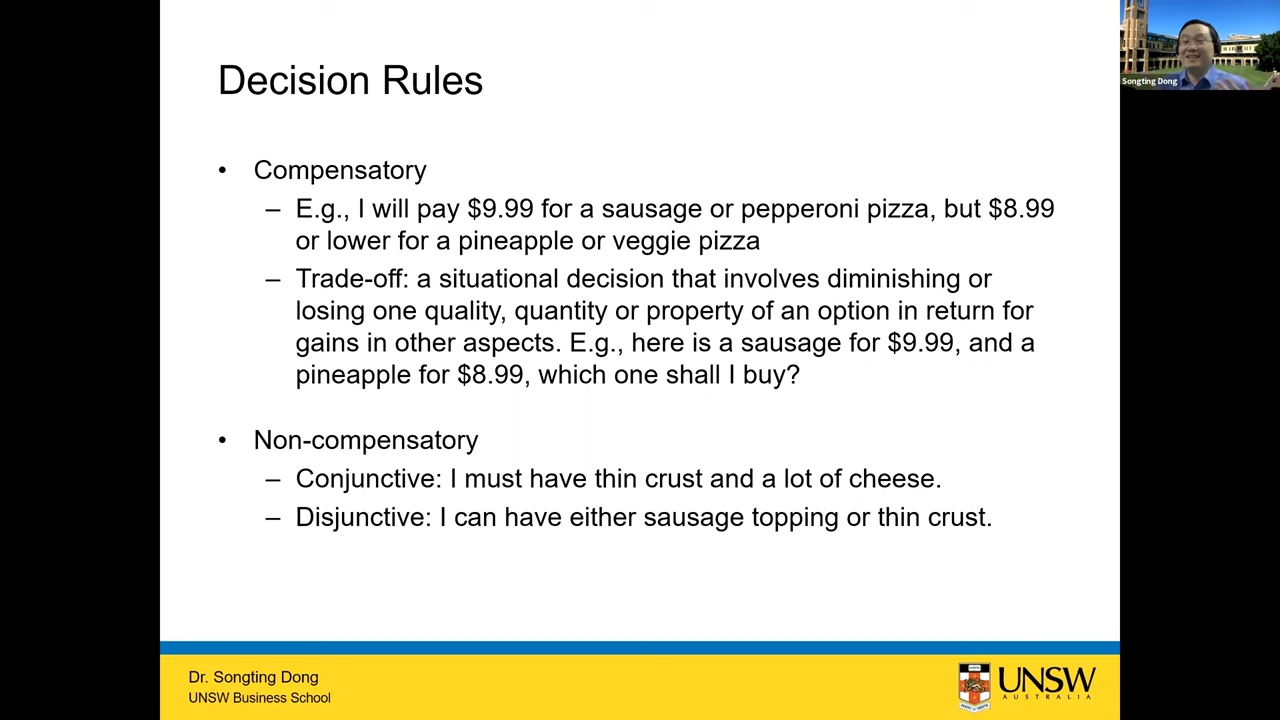 Decision Rules
Songting Dong
• Compensatory
– E.g., I will pay $9.99 for a sausage or pepperoni pizza, but $8.99
or lower for a pineapple or veggie pizza
– Trade-off: a situational decision that involves diminishing or
losing one quality, quantity or property of an option in return for
gains in other aspects. E.g., here is a sausage for $9.99, and a
pineapple for $8.99, which one shall I buy?
• Non-compensatory
– Conjunctive: I must have thin crust and a lot of cheese.
– Disjunctive: I can have either sausage topping or thin crust.
Dr. Songting Dong
UNSW Business School
UNSW
AUSTRALIA